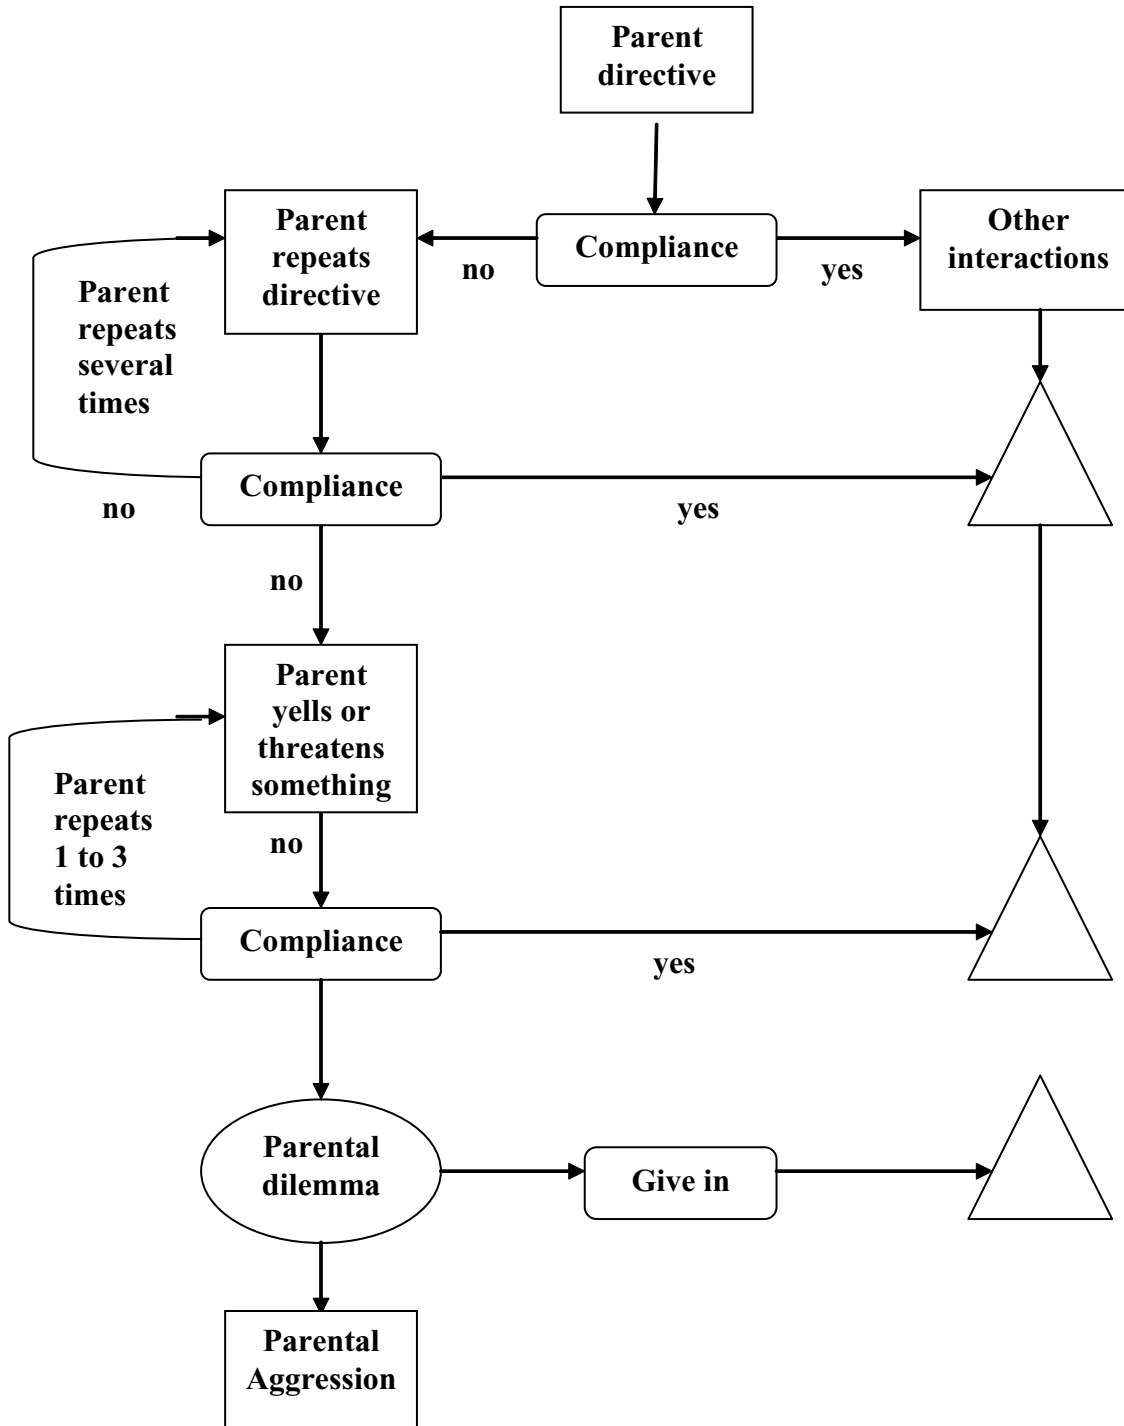 Parent
directive
Parent
repeats
directive
no
Compliance
yes
Other
interactions
Parent
repeats
several
times
no
Compliance
yes
no
Parent
yells or
threatens
something
Parent
repeats
1 to 3
times
no
Compliance
yes
Parental
dilemma
Give in
Parental
Aggression